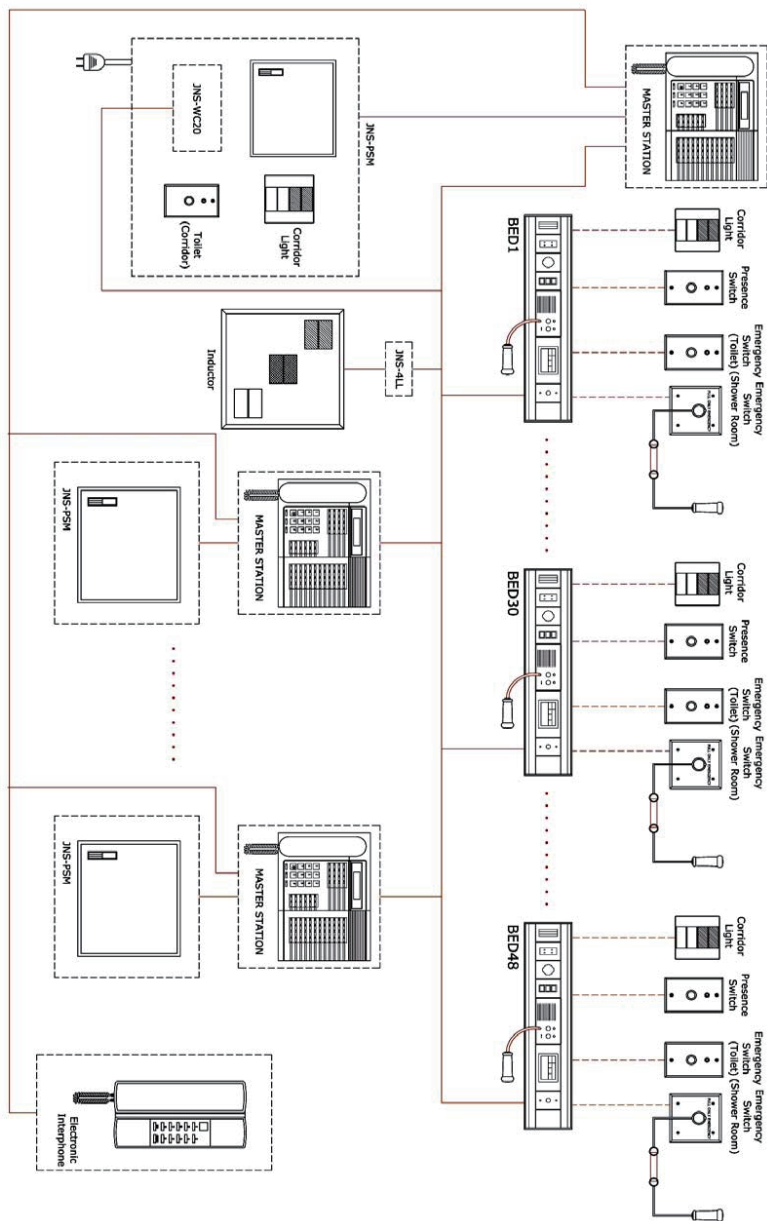 Corridor
Light
Presence
Switch
Emergency
Switch
(Toilet)
Emergency
Switch
(Shower Room)
Corridor
Light
Presence
Switch
Emergency
Switch
(Toilet)
Emergency
Switch
(Shower Room)
Corridor
Light
Presence
Switch
Emergency
Switch
(Toilet)
Emergency
Switch
(Shower Room)
MASTER STATION
BED1
BED30
BED48
JNS-PSM
Corridor
Light
JNS-WC20
Toilet
(Corridor)
JNS-4LL
Inductor
MASTER STATION
MASTER STATION
JNS-PSM
JNS-PSM
Electronic
Interphone